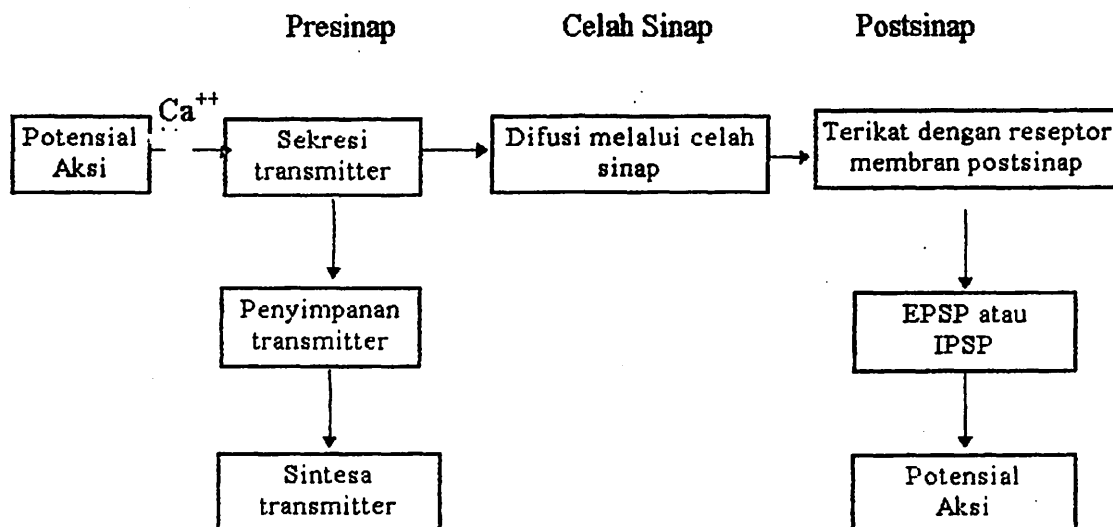 Presinap
Celah Sinap
Postsinap
Ca⁺⁺
Potensial
Aksi
Sekresi
transmitter
Difusi melalui celah
sinap
Terikat dengan reseptor
membran postsinap
Penyimpanan
transmitter
EPSP atau
IPSP
Sintesa
transmitter
Potensial
Aksi